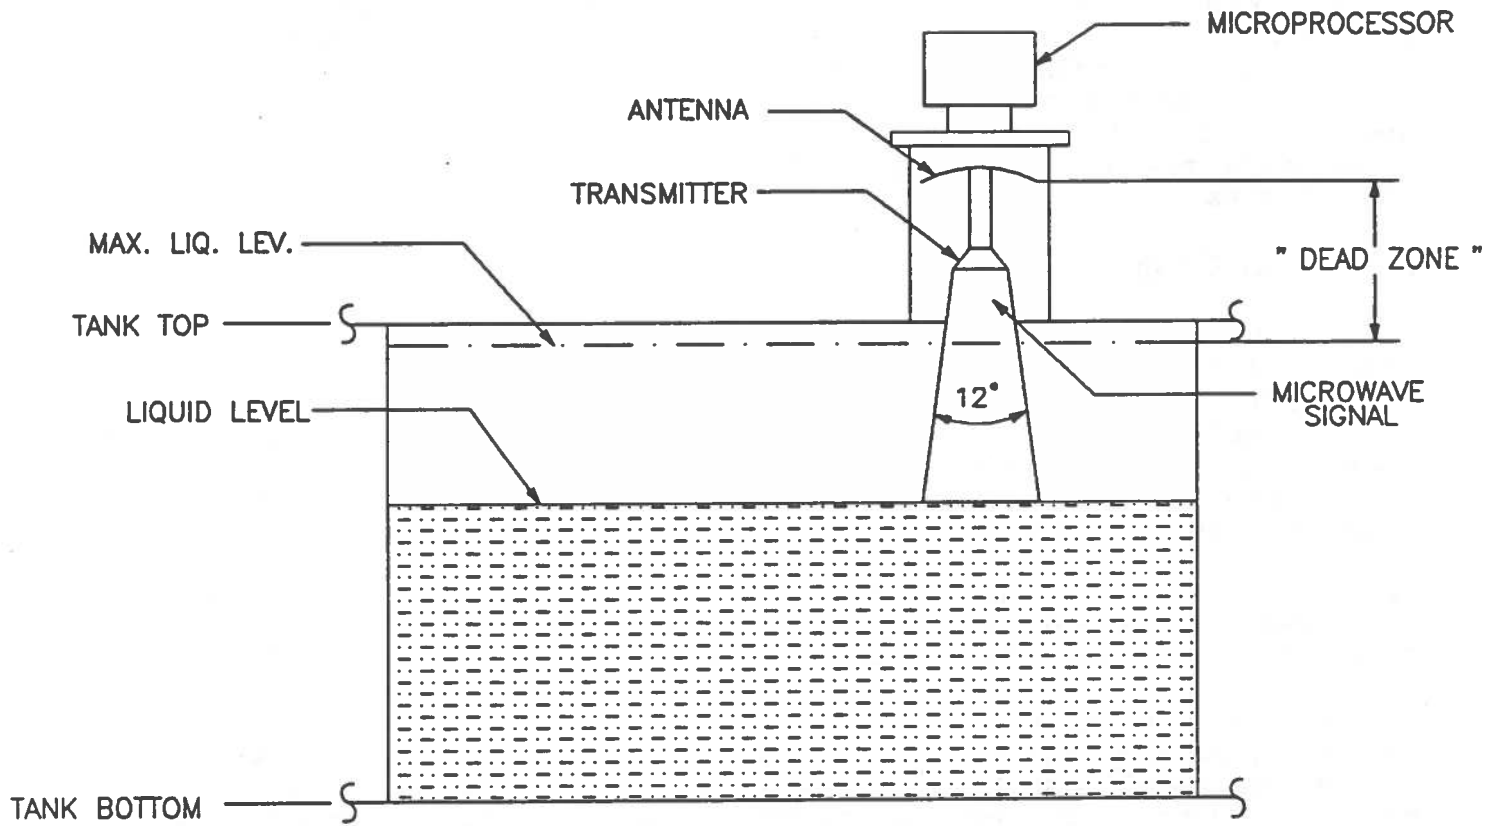 MICROPROCESSOR
ANTENNA
TRANSMITTER
MAX. LIQ. LEV.
" DEAD ZONE "
TANK TOP
12°
MICROWAVE
SIGNAL
LIQUID LEVEL
TANK BOTTOM